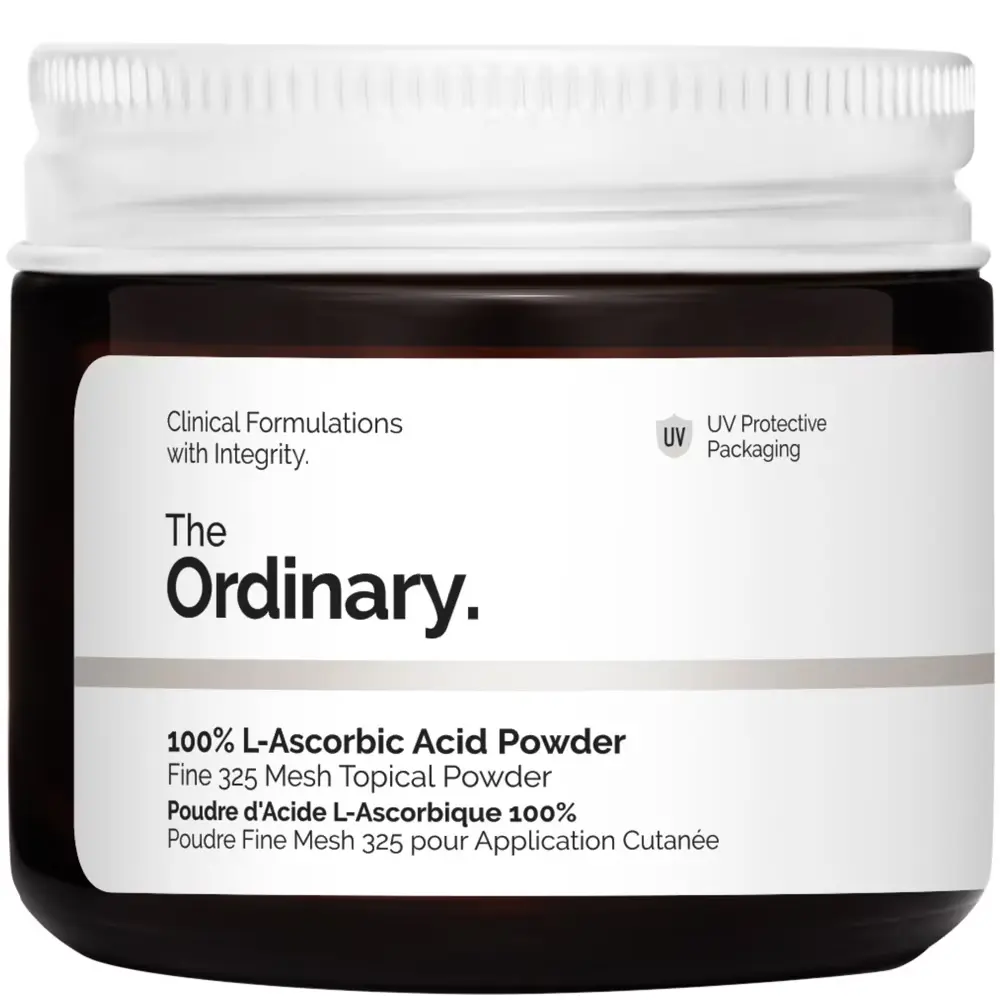 Clinical Formulations
with Integrity.
UV
UV Protective
Packaging
The
Ordinary.
100% L-Ascorbic Acid Powder
Fine 325 Mesh Topical Powder
Poudre d'Acide L-Ascorbique 100%
Poudre Fine Mesh 325 pour Application Cutanée